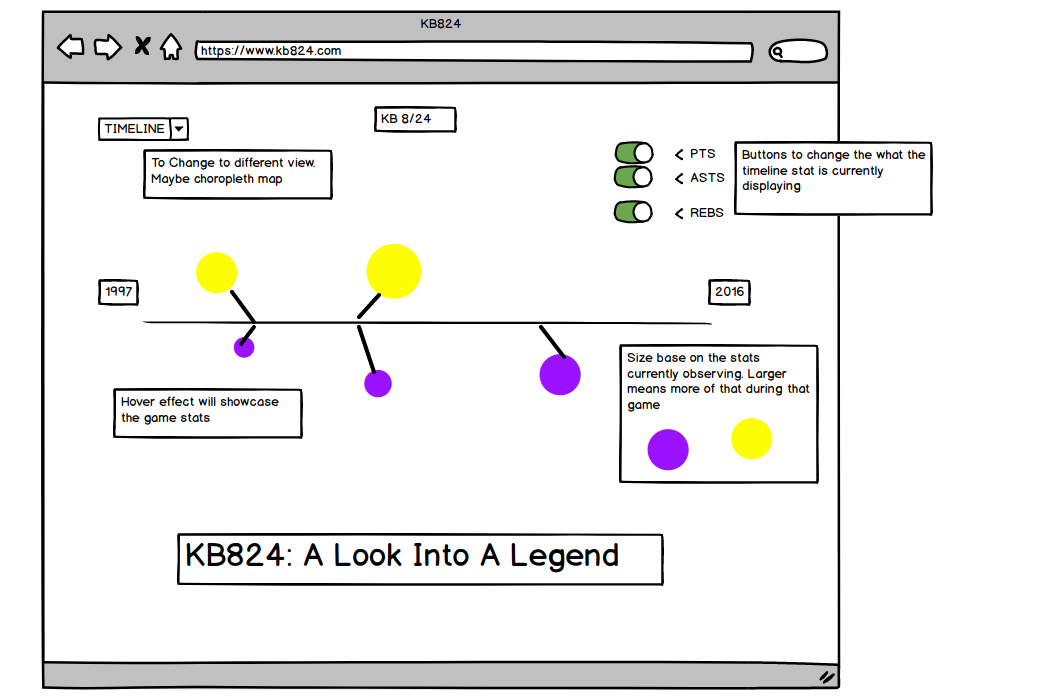 KB824
https://www.kb824.com
TIMELINE
KB 8/24
To Change to different view.
Maybe choropleth map
< PTS
< ASTS
< REBS
Buttons to change the what the
timeline stat is currently
displaying
1997
2016
Size base on the stats
currently observing. Larger
means more of that during that
game
Hover effect will showcase
the game stats
KB824: A Look Into A Legend